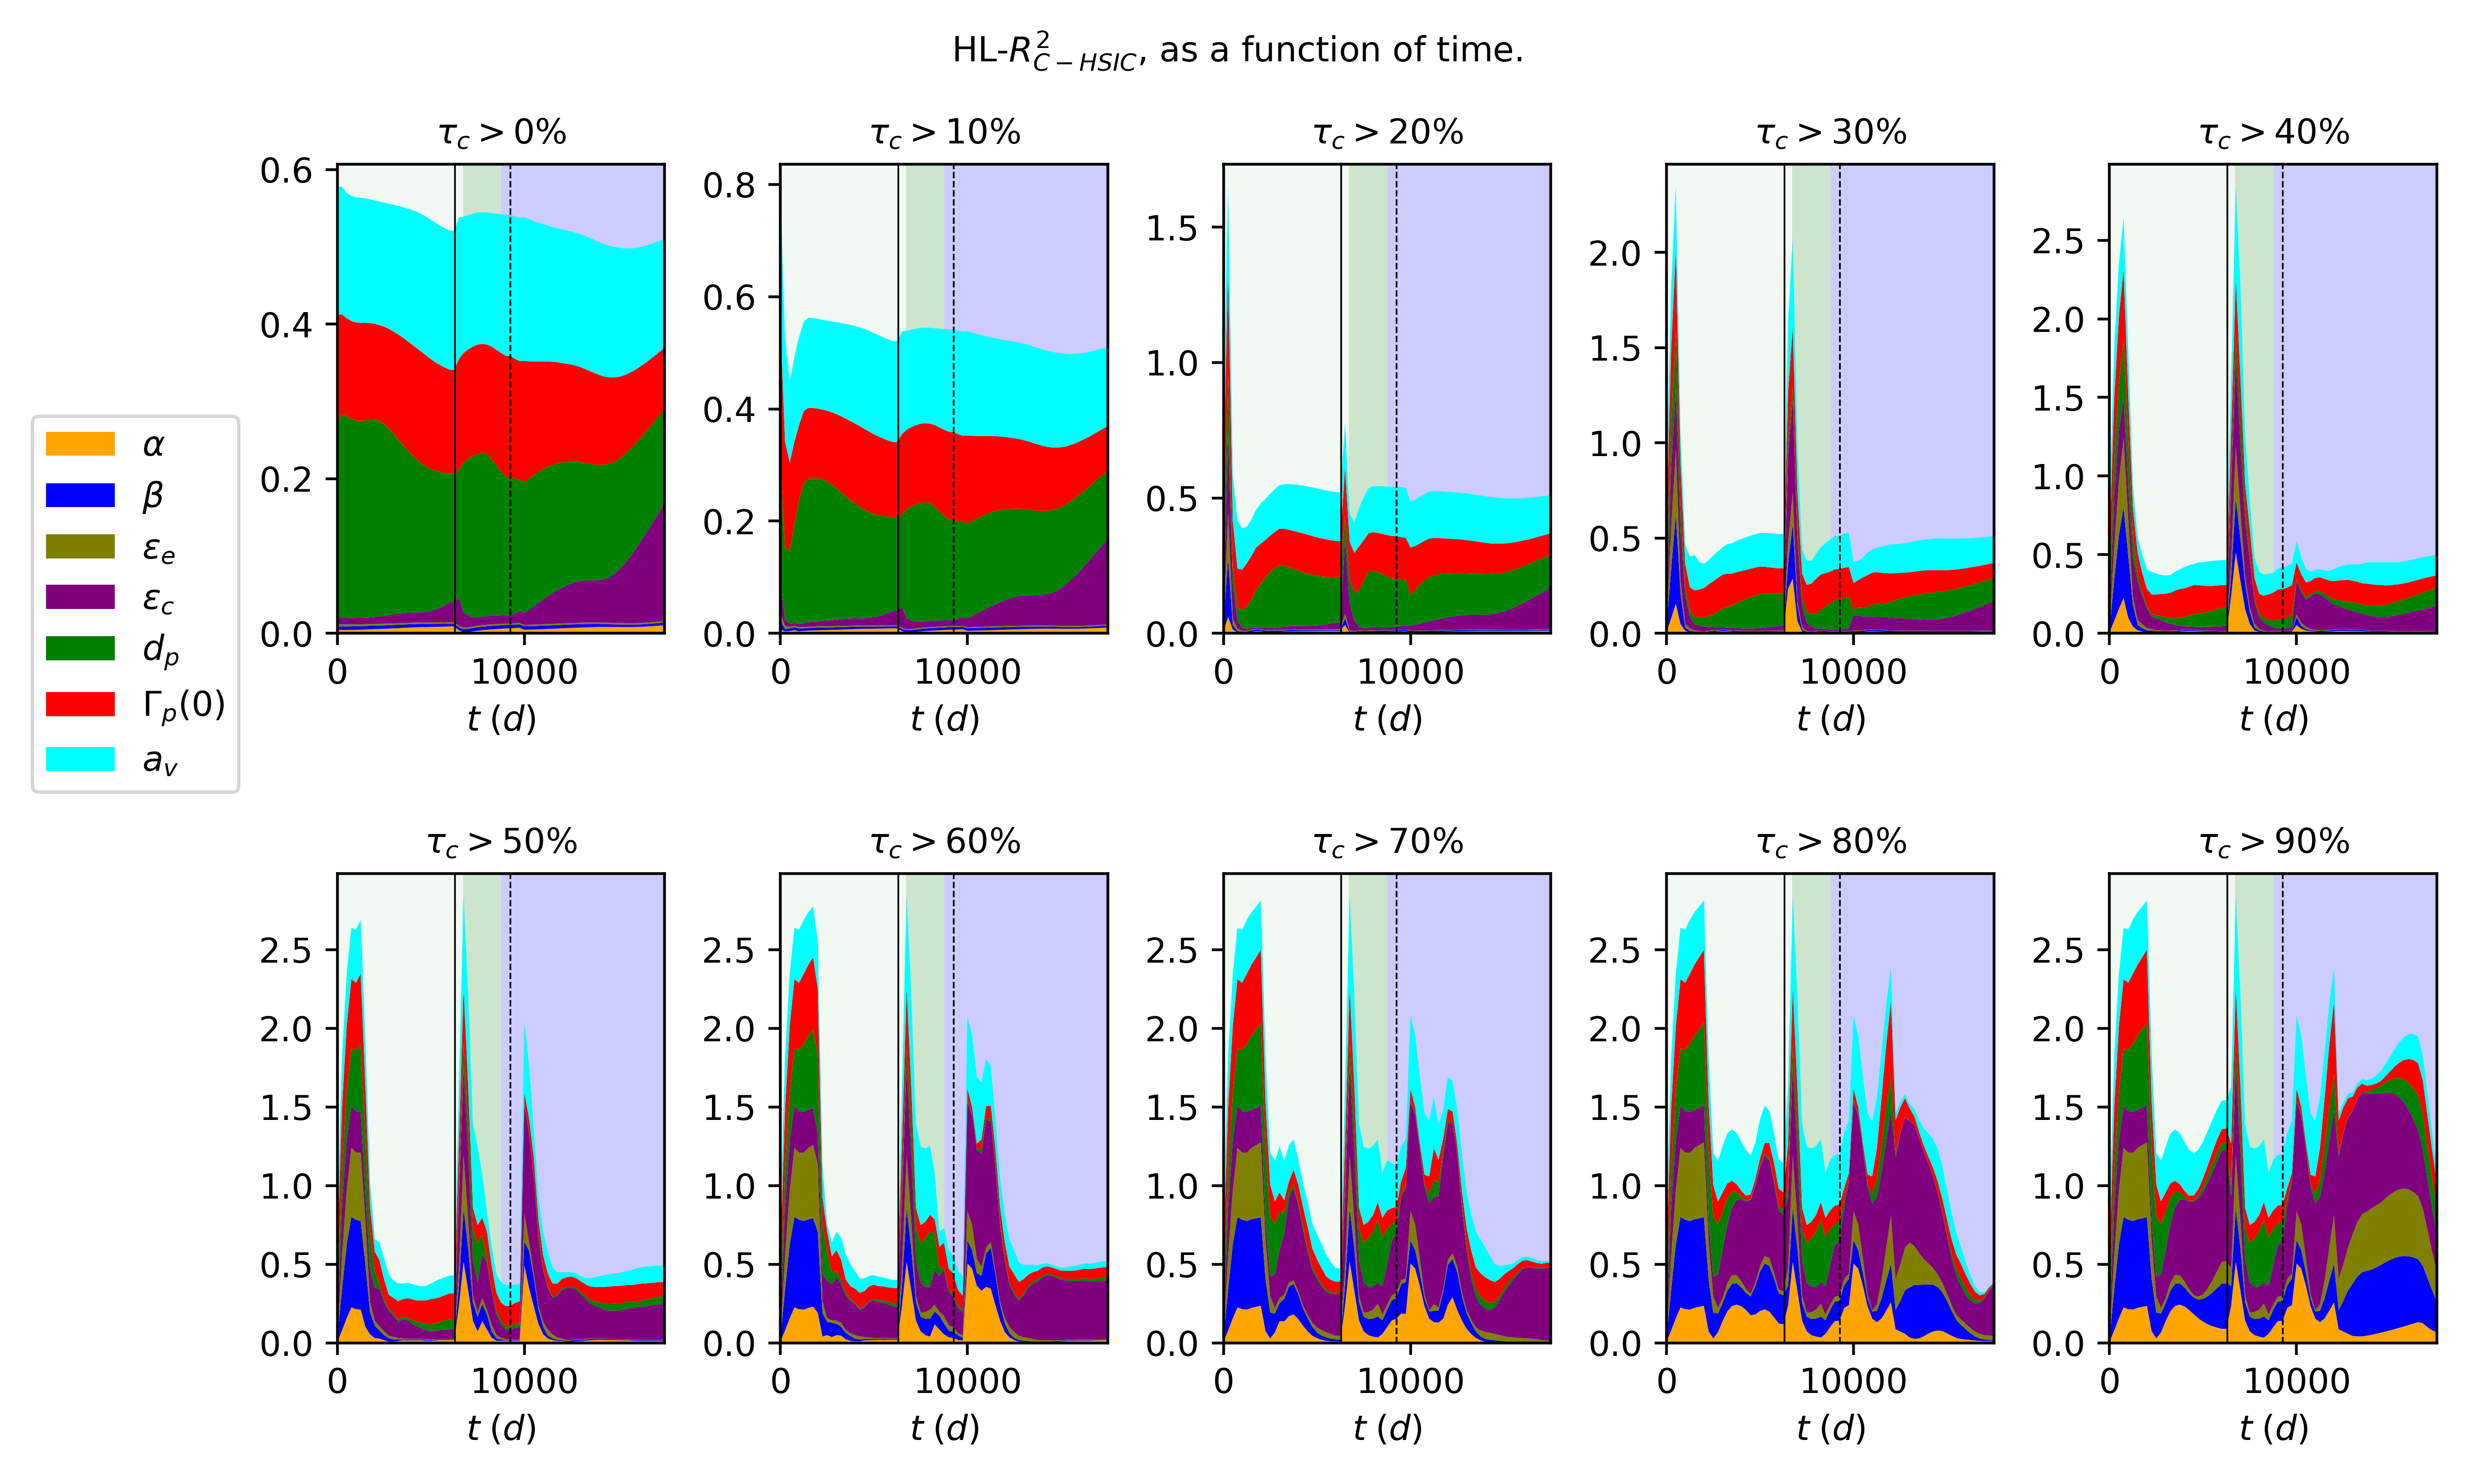 HL-$R^2_{C-HSIC}$, as a function of time.
τ_c > 0%
τ_c > 10%
τ_c > 20%
τ_c > 30%
τ_c > 40%
0.6
0.4
0.2
0.0
0
10000
t (d)
0.8
0.6
0.4
0.2
0.0
0
10000
t (d)
1.5
1.0
0.5
0.0
0
10000
t (d)
2.0
1.5
1.0
0.5
0.0
0
10000
t (d)
2.5
2.0
1.5
1.0
0.5
0.0
0
10000
t (d)
α
β
ε_e
ε_c
d_p
Γ_p(0)
a_v
τ_c > 50%
τ_c > 60%
τ_c > 70%
τ_c > 80%
τ_c > 90%
2.5
2.0
1.5
1.0
0.5
0.0
0
10000
t (d)
2.5
2.0
1.5
1.0
0.5
0.0
0
10000
t (d)
2.5
2.0
1.5
1.0
0.5
0.0
0
10000
t (d)
2.5
2.0
1.5
1.0
0.5
0.0
0
10000
t (d)
2.5
2.0
1.5
1.0
0.5
0.0
0
10000
t (d)